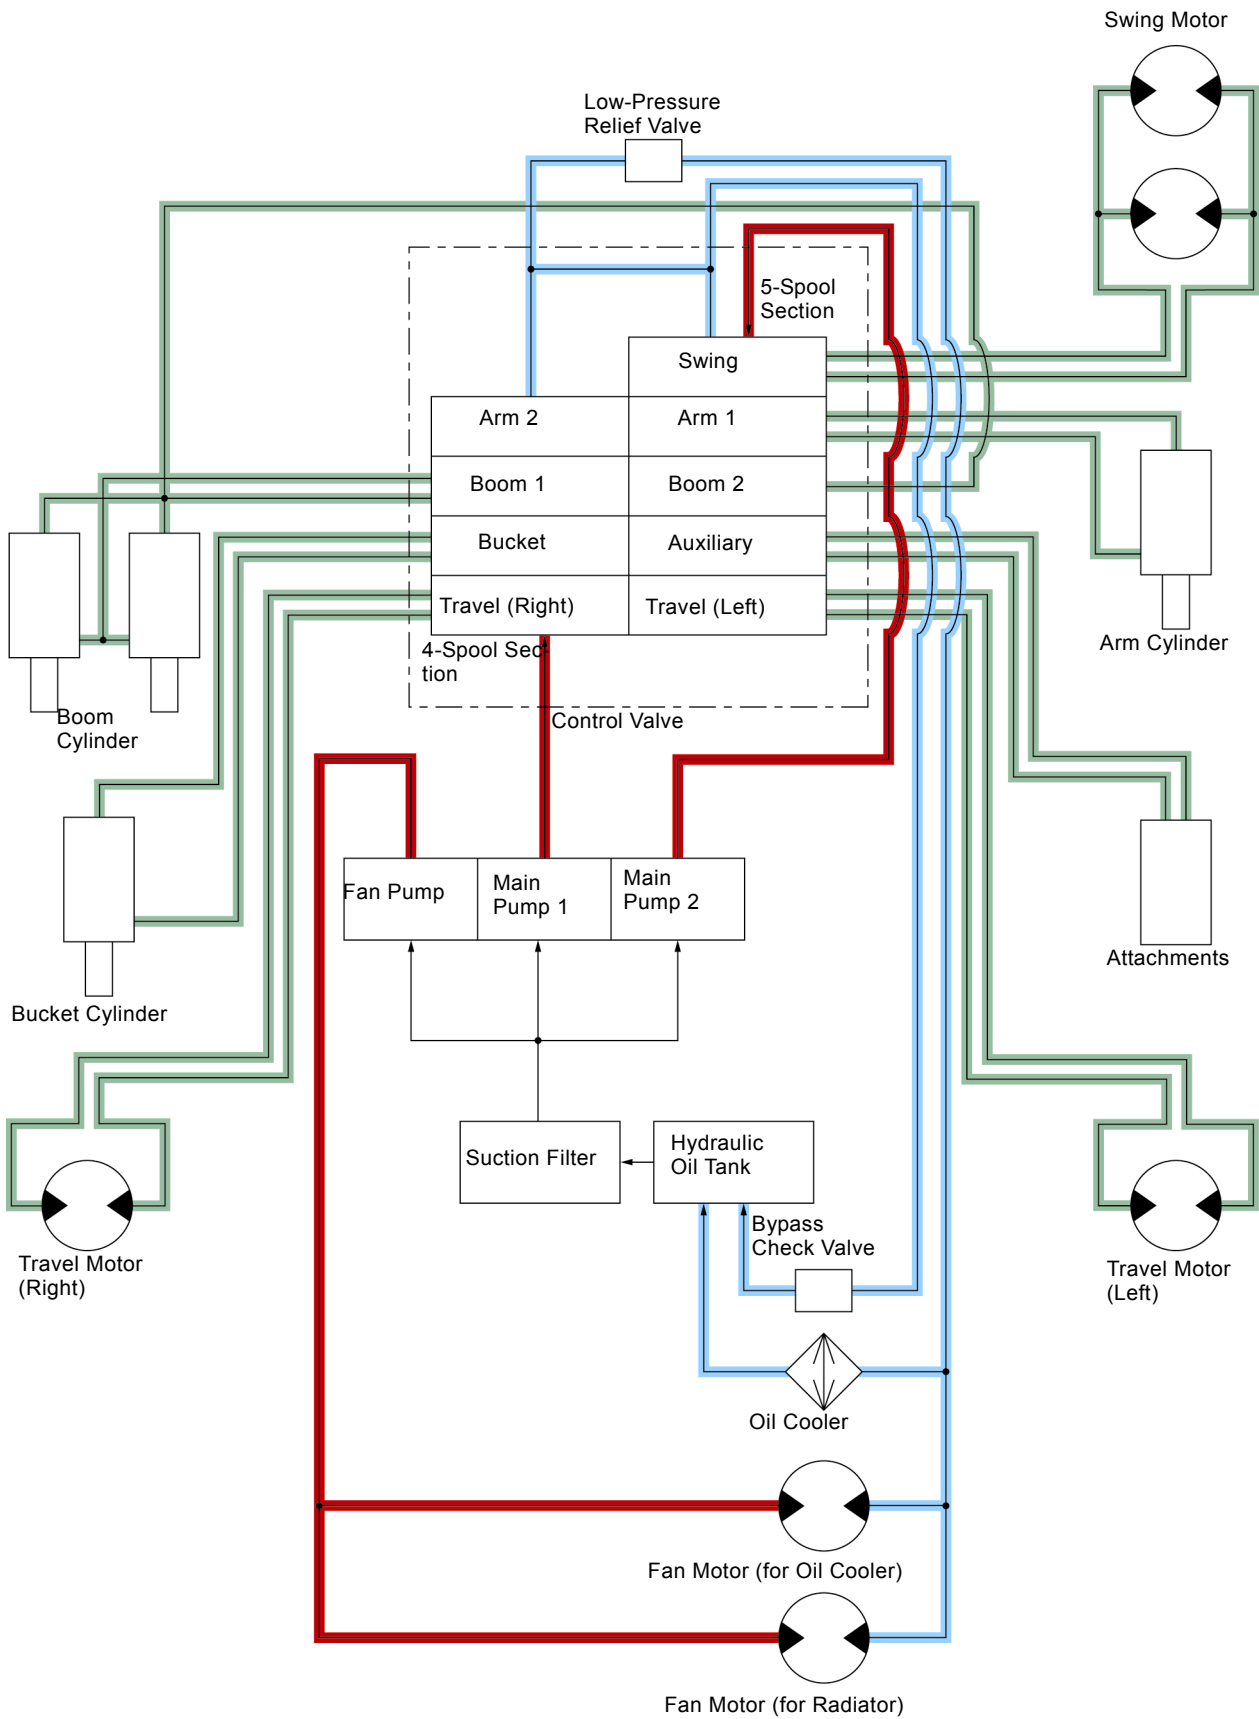 Swing Motor
Low-Pressure
Relief Valve
5-Spool
Section
Swing
Arm 2
Arm 1
Boom 1
Boom 2
Bucket
Auxiliary
Travel (Right)
Travel (Left)
4-Spool Sec-
tion
Control Valve
Arm Cylinder
Boom
Cylinder
Fan Pump
Main
Pump 1
Main
Pump 2
Attachments
Bucket Cylinder
Suction Filter
Hydraulic
Oil Tank
Bypass
Check Valve
Travel Motor
(Right)
Travel Motor
(Left)
Oil Cooler
Fan Motor (for Oil Cooler)
Fan Motor (for Radiator)